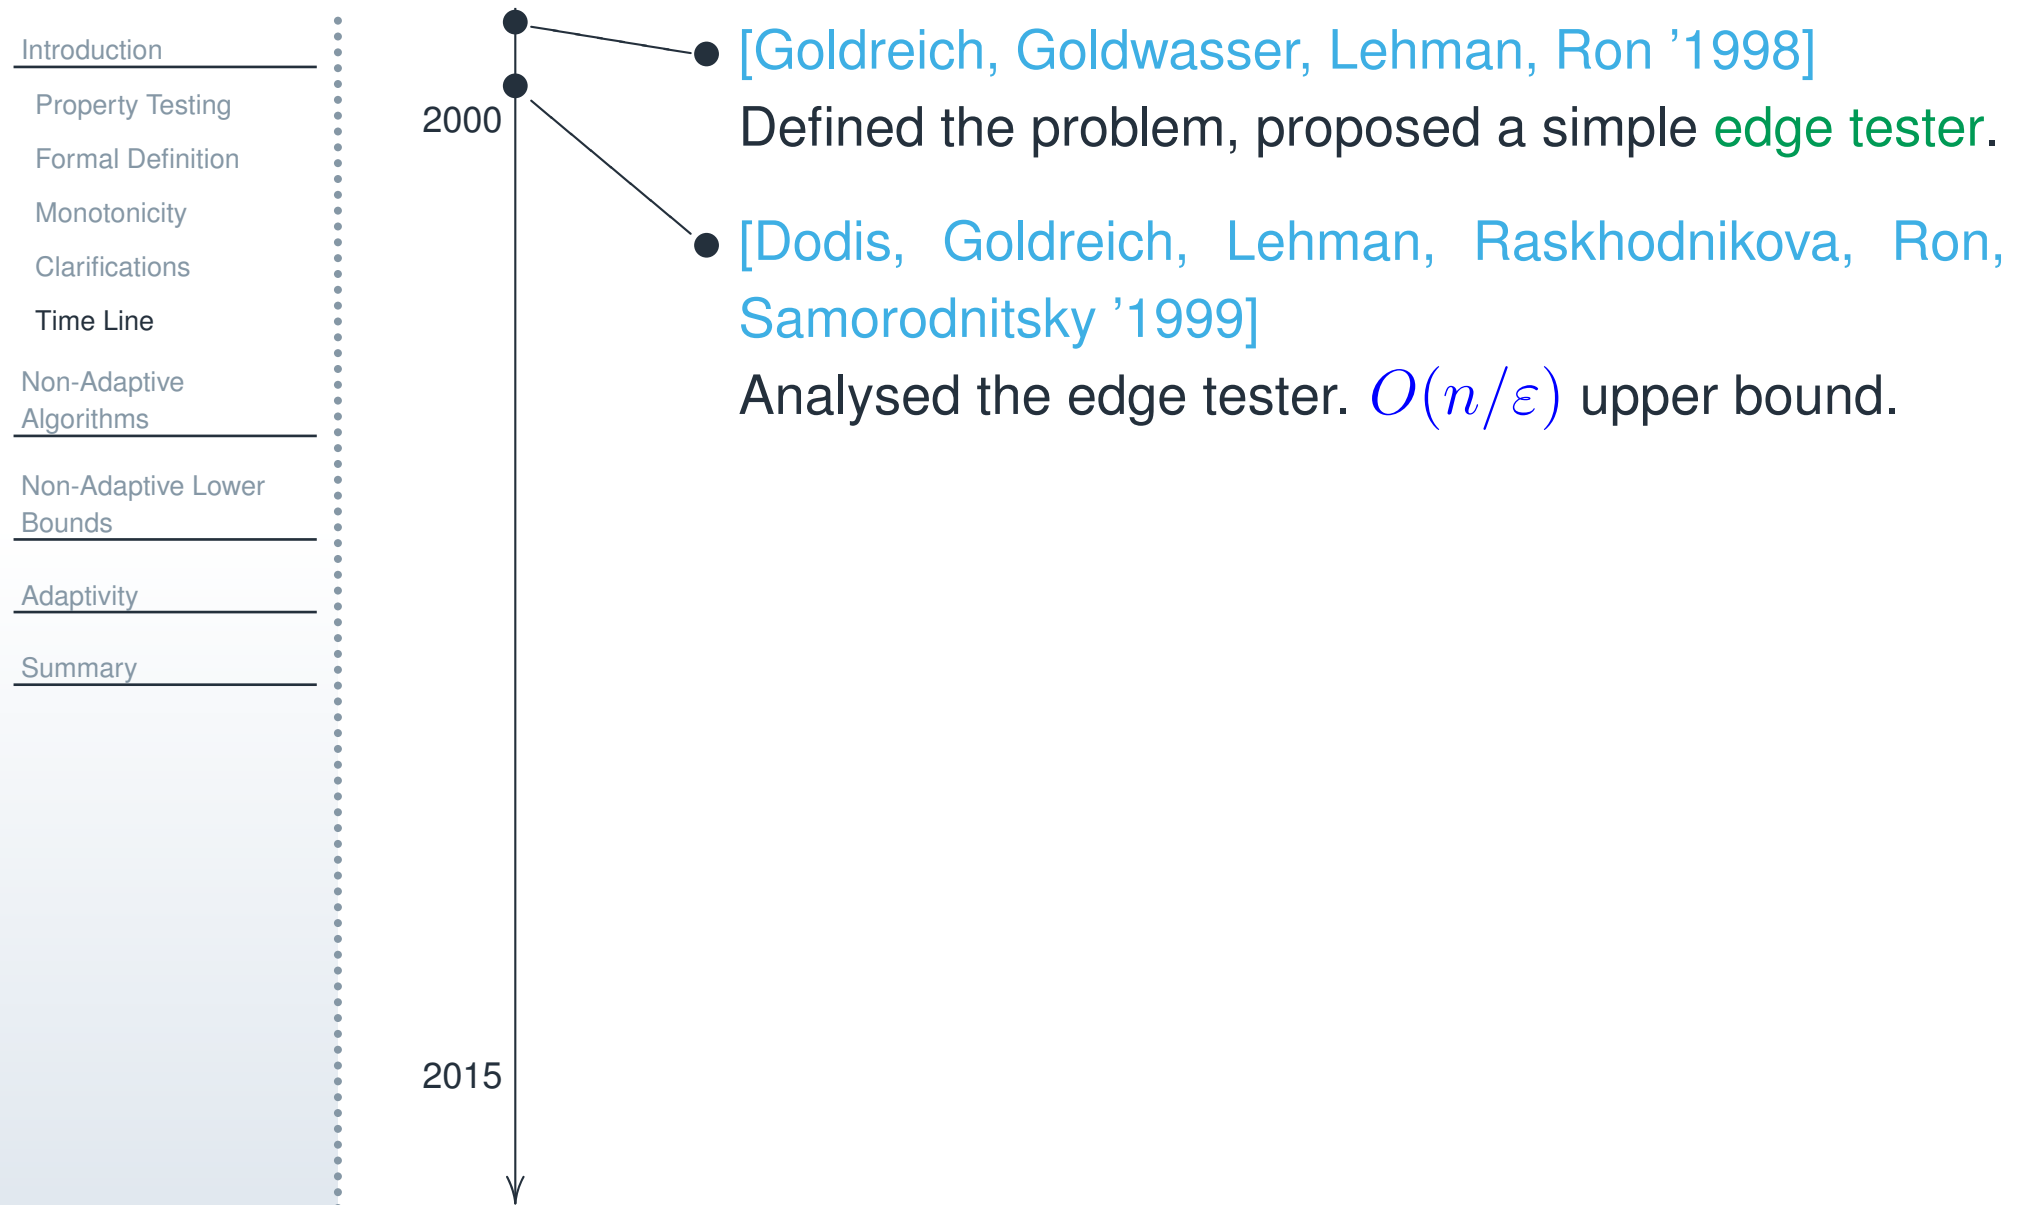 Introduction
Property Testing
Formal Definition
Monotonicity
Clarifications
Time Line
Non-Adaptive
Algorithms
Non-Adaptive Lower
Bounds
Adaptivity
Summary
2000
2015
[Goldreich, Goldwasser, Lehman, Ron ’1998]
Defined the problem, proposed a simple edge tester.
[Dodis, Goldreich, Lehman, Raskhodnikova, Ron,
Samorodnitsky ’1999]
Analysed the edge tester. O(n/ε) upper bound.